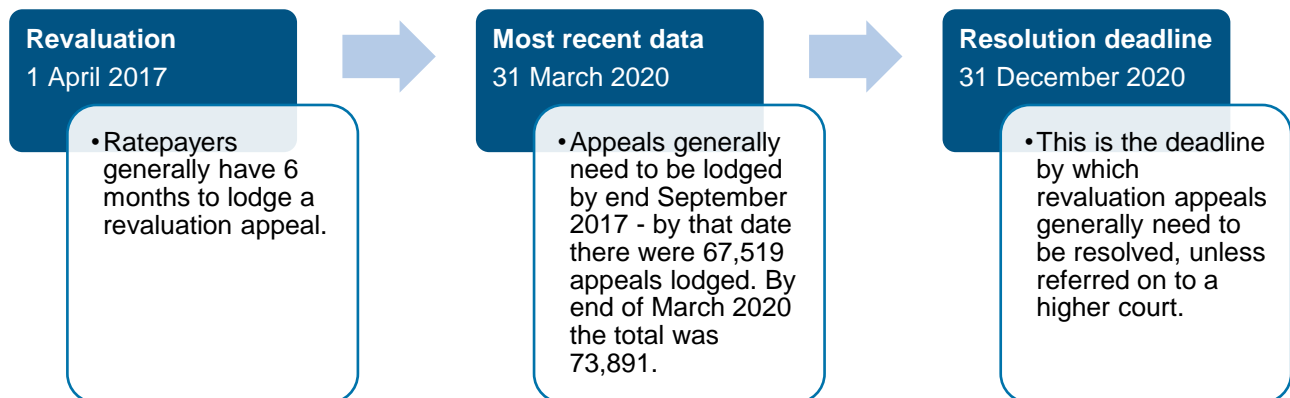 Revaluation
1 April 2017
•Ratepayers
generally have 6
months to lodge a
revaluation appeal.
Most recent data
31 March 2020
•Appeals generally
need to be lodged
by end September
2017 - by that date
there were 67,519
appeals lodged. By
end of March 2020
the total was
73,891.
Resolution deadline
31 December 2020
•This is the deadline
by which
revaluation appeals
generally need to
be resolved, unless
referred on to a
higher court.